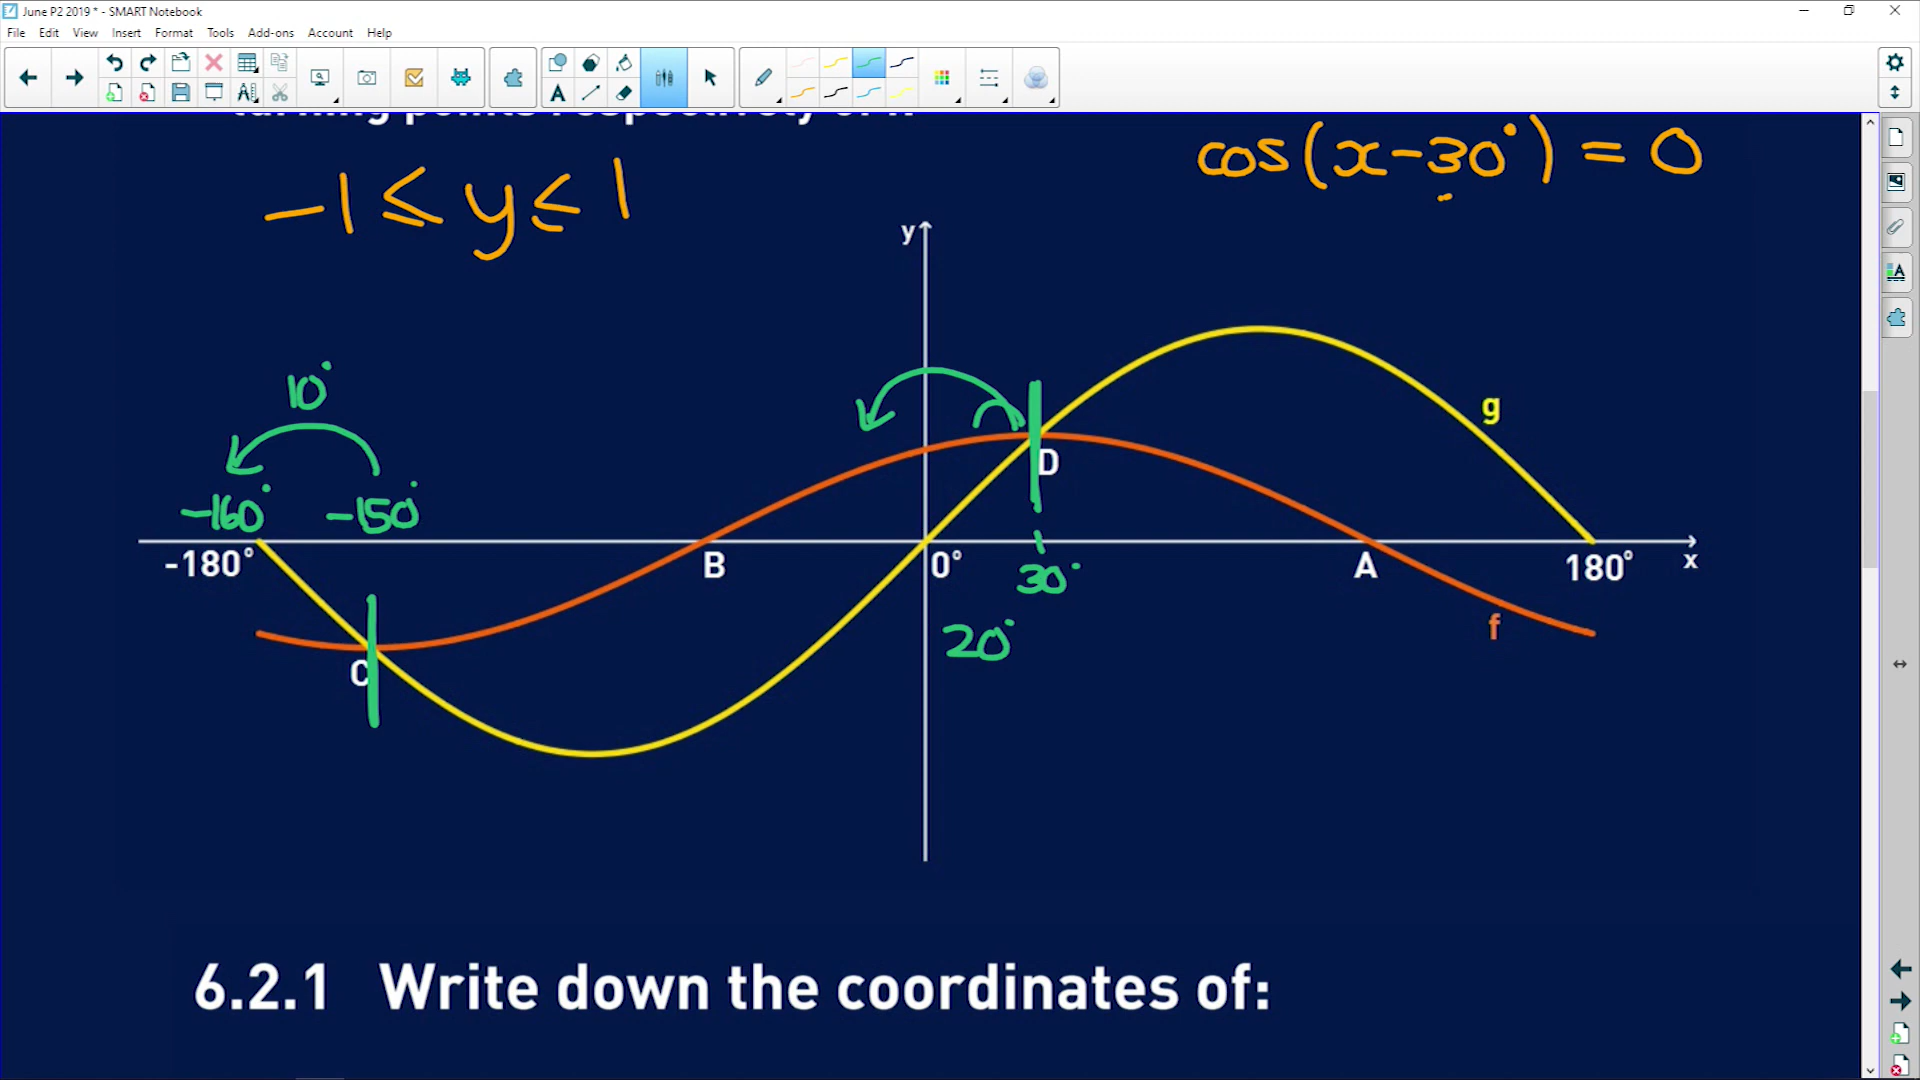 June P2 2019 * - SMART Notebook
File Edit View Insert Format Tools Add-ons Account Help
-1 ≤ y ≤ 1
cos(x-30°) = 0
y
10°
g
D
-160° -150°
-180° B 0° 30° A 180° x
20°
f
C
6.2.1 Write down the coordinates of: